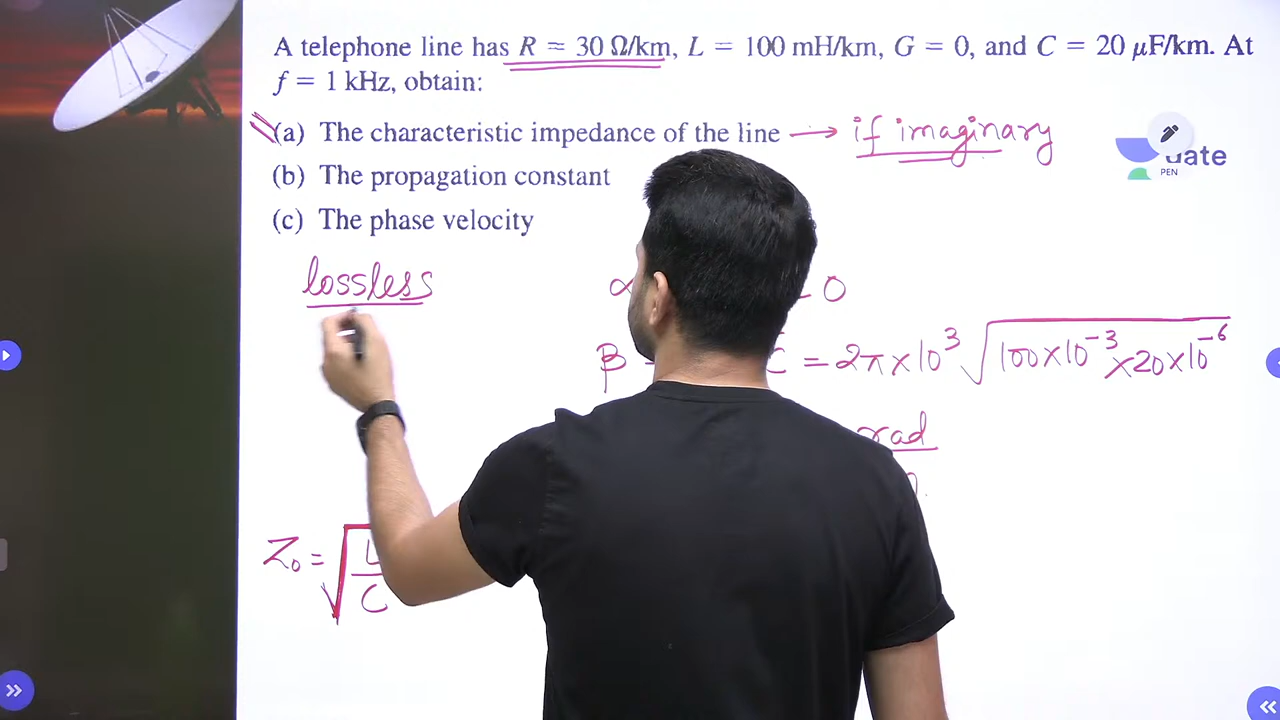 A telephone line has R = 30 Ω/km, L = 100 mH/km, G = 0, and C = 20 μF/km. At
f = 1 kHz, obtain:
(a) The characteristic impedance of the line → if imaginary
(b) The propagation constant
(c) The phase velocity
PEN
lossless
α 0
β C = 2π×10³ √100×10⁻³×20×10⁻⁶
rad
Z₀ = √L/C